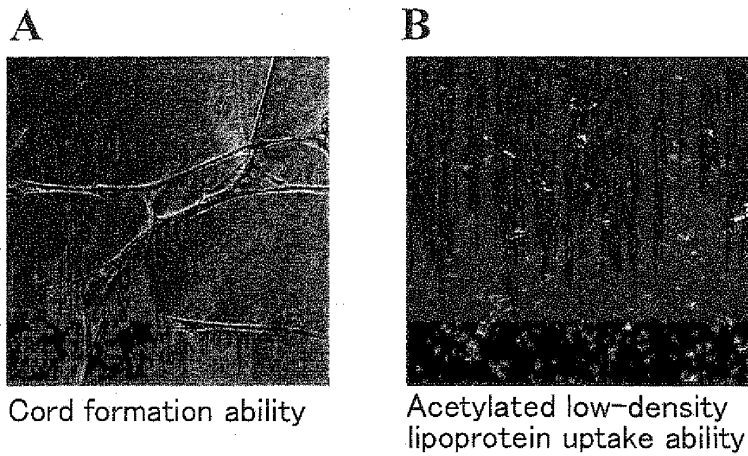 A
B
Cord formation ability
Acetylated low-density
lipoprotein uptake ability